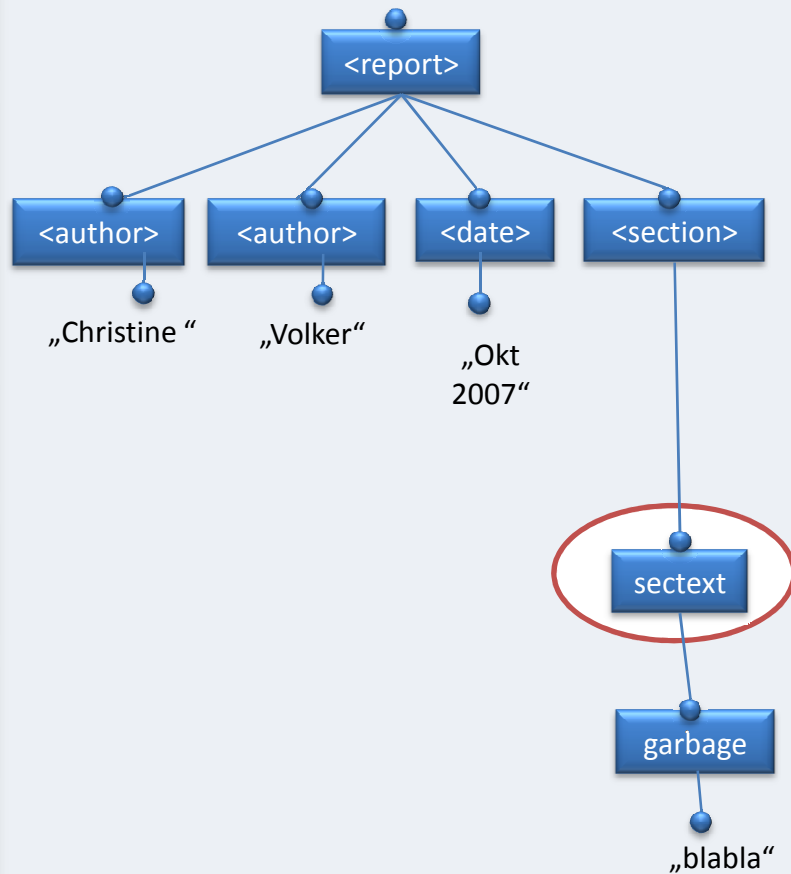 <report>
<author> <author> <date> <section>
„Christine “ „Volker“ „Okt
2007“
sectext
garbage
„blabla“